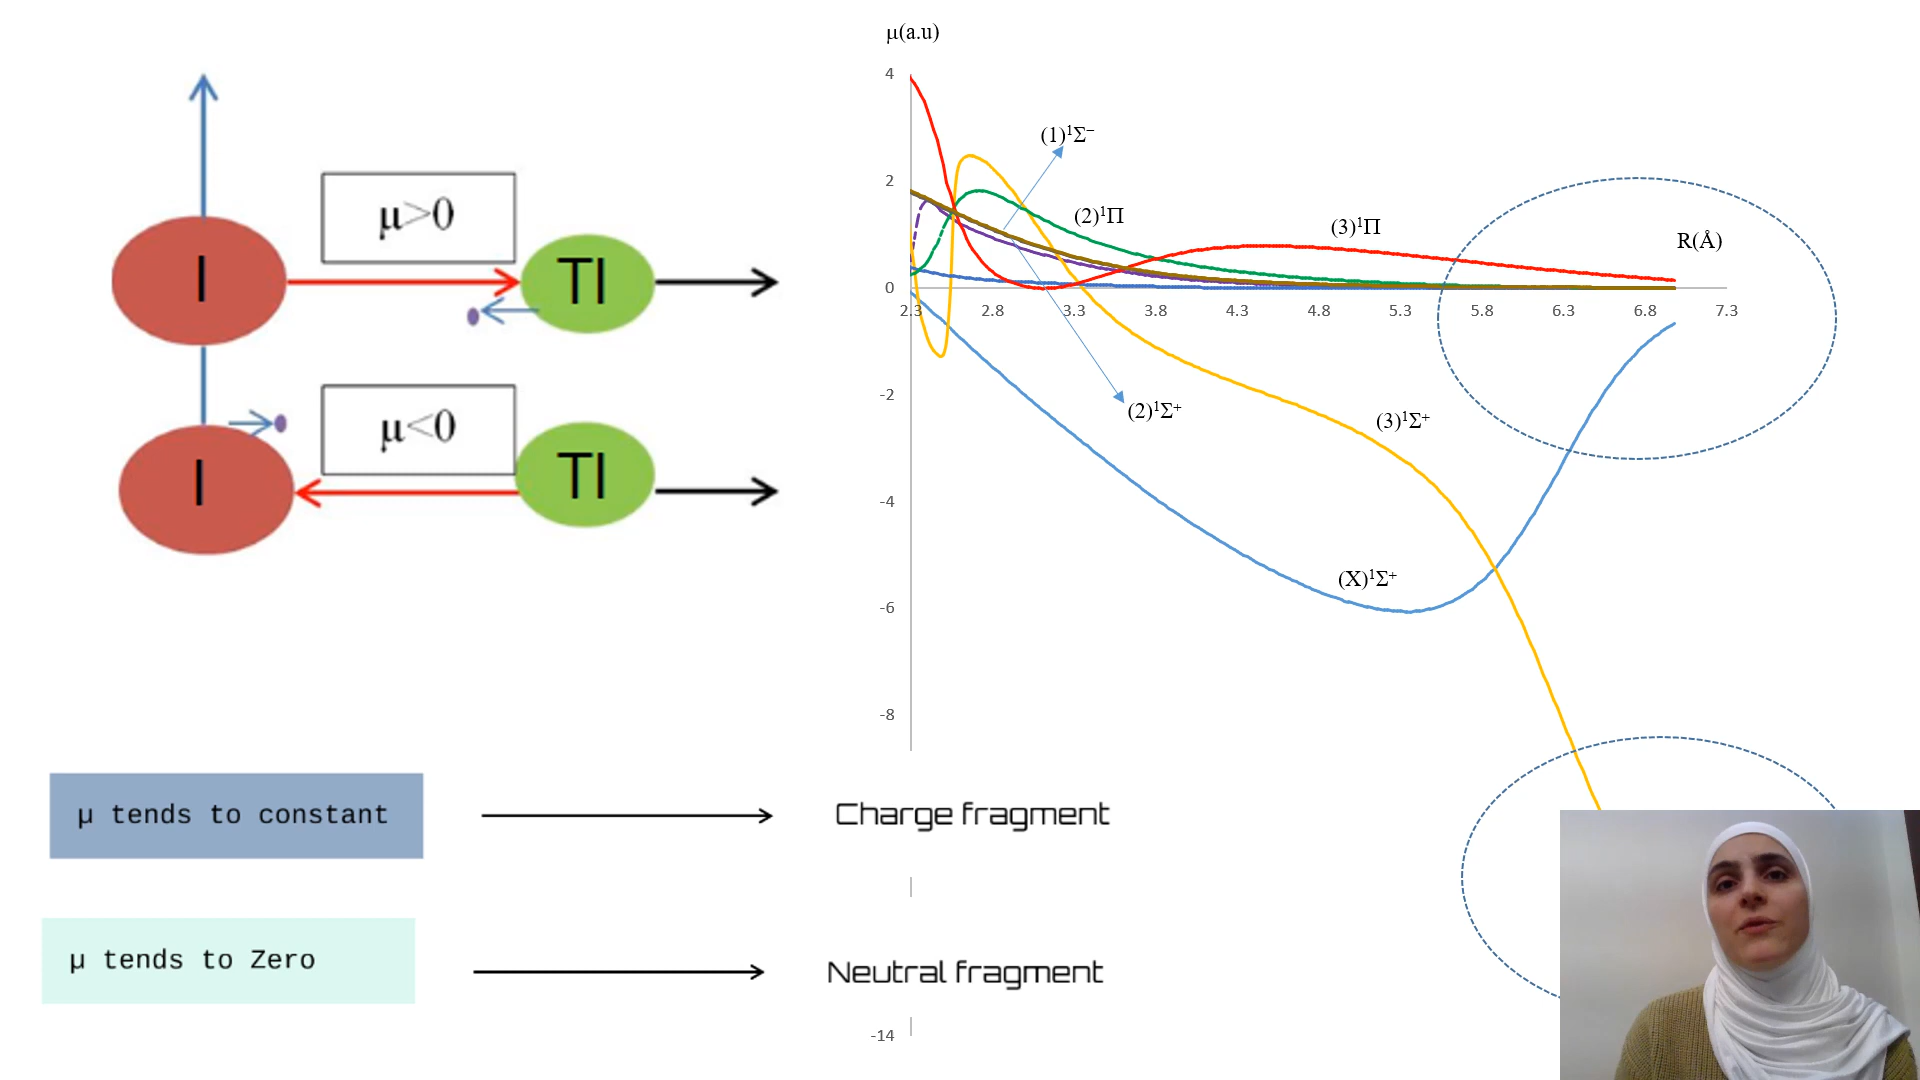 μ(a.u)
4
2
0
-2
-4
-6
-8
-14
2.3 2.8 3.3 3.8 4.3 4.8 5.3 5.8 6.3 6.8 7.3
R(Å)
(1)¹Σ⁻
(2)¹Π
(3)¹Π
(2)¹Σ⁺
(3)¹Σ⁺
(X)¹Σ⁺
I
μ>0
Tl
I
μ<0
Tl
μ tends to constant
Charge fragment
μ tends to Zero
Neutral fragment